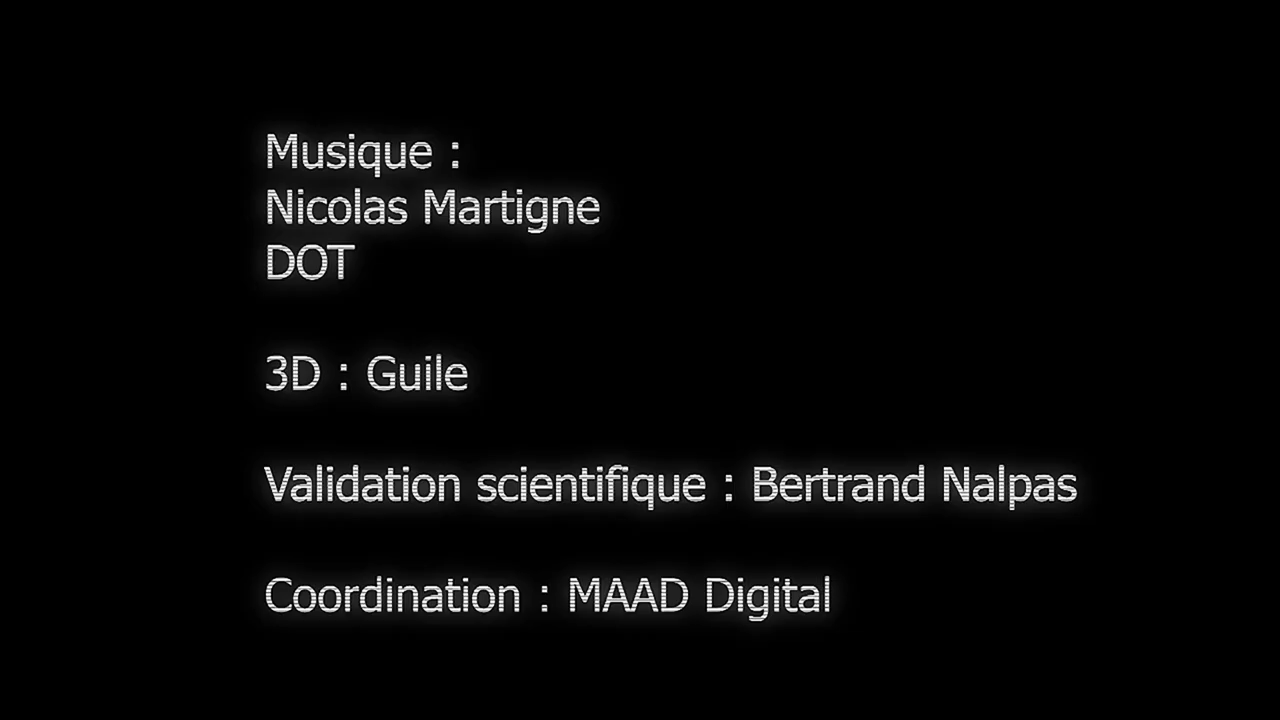 Musique :
Nicolas Martigne
DOT
3D : Guile
Validation scientifique : Bertrand Nalpas
Coordination : MAAD Digital